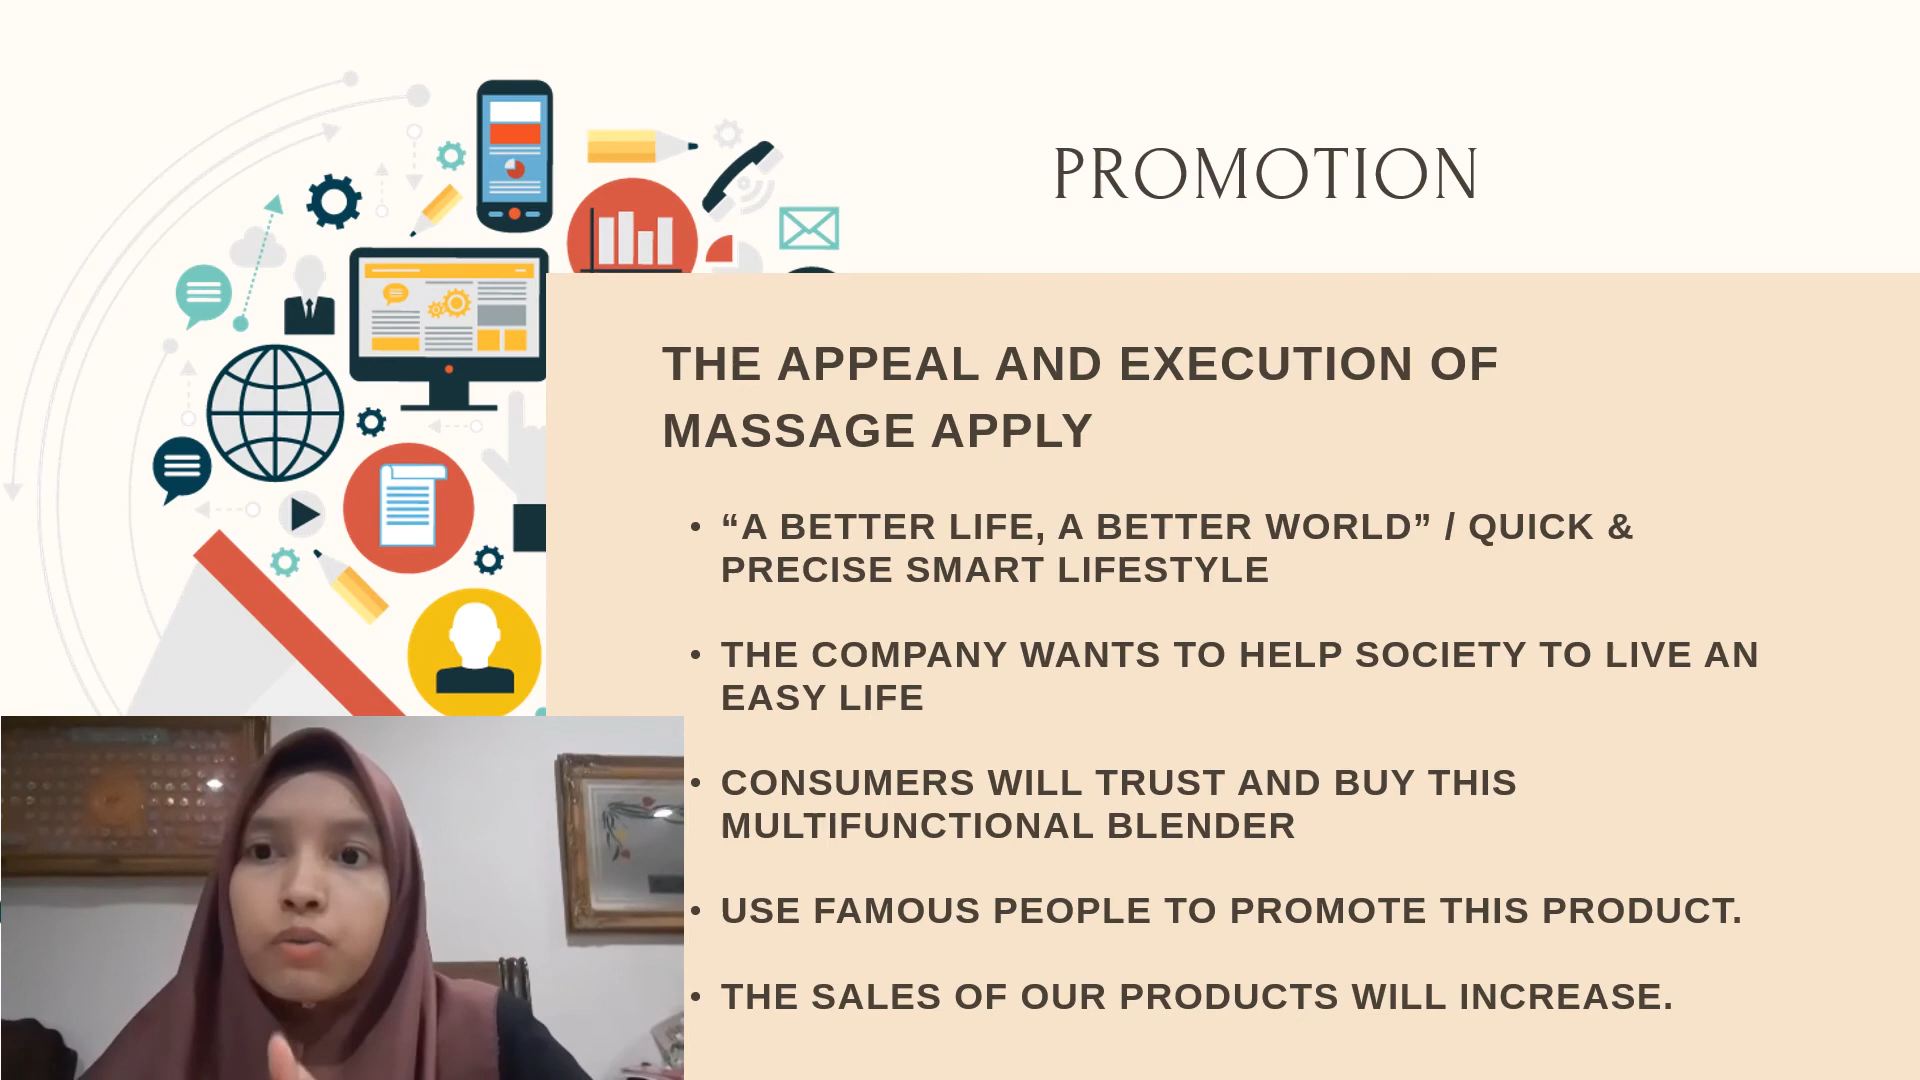 PROMOTION
THE APPEAL AND EXECUTION OF
MASSAGE APPLY
• “A BETTER LIFE, A BETTER WORLD” / QUICK &
PRECISE SMART LIFESTYLE
• THE COMPANY WANTS TO HELP SOCIETY TO LIVE AN
EASY LIFE
• CONSUMERS WILL TRUST AND BUY THIS
MULTIFUNCTIONAL BLENDER
• USE FAMOUS PEOPLE TO PROMOTE THIS PRODUCT.
• THE SALES OF OUR PRODUCTS WILL INCREASE.